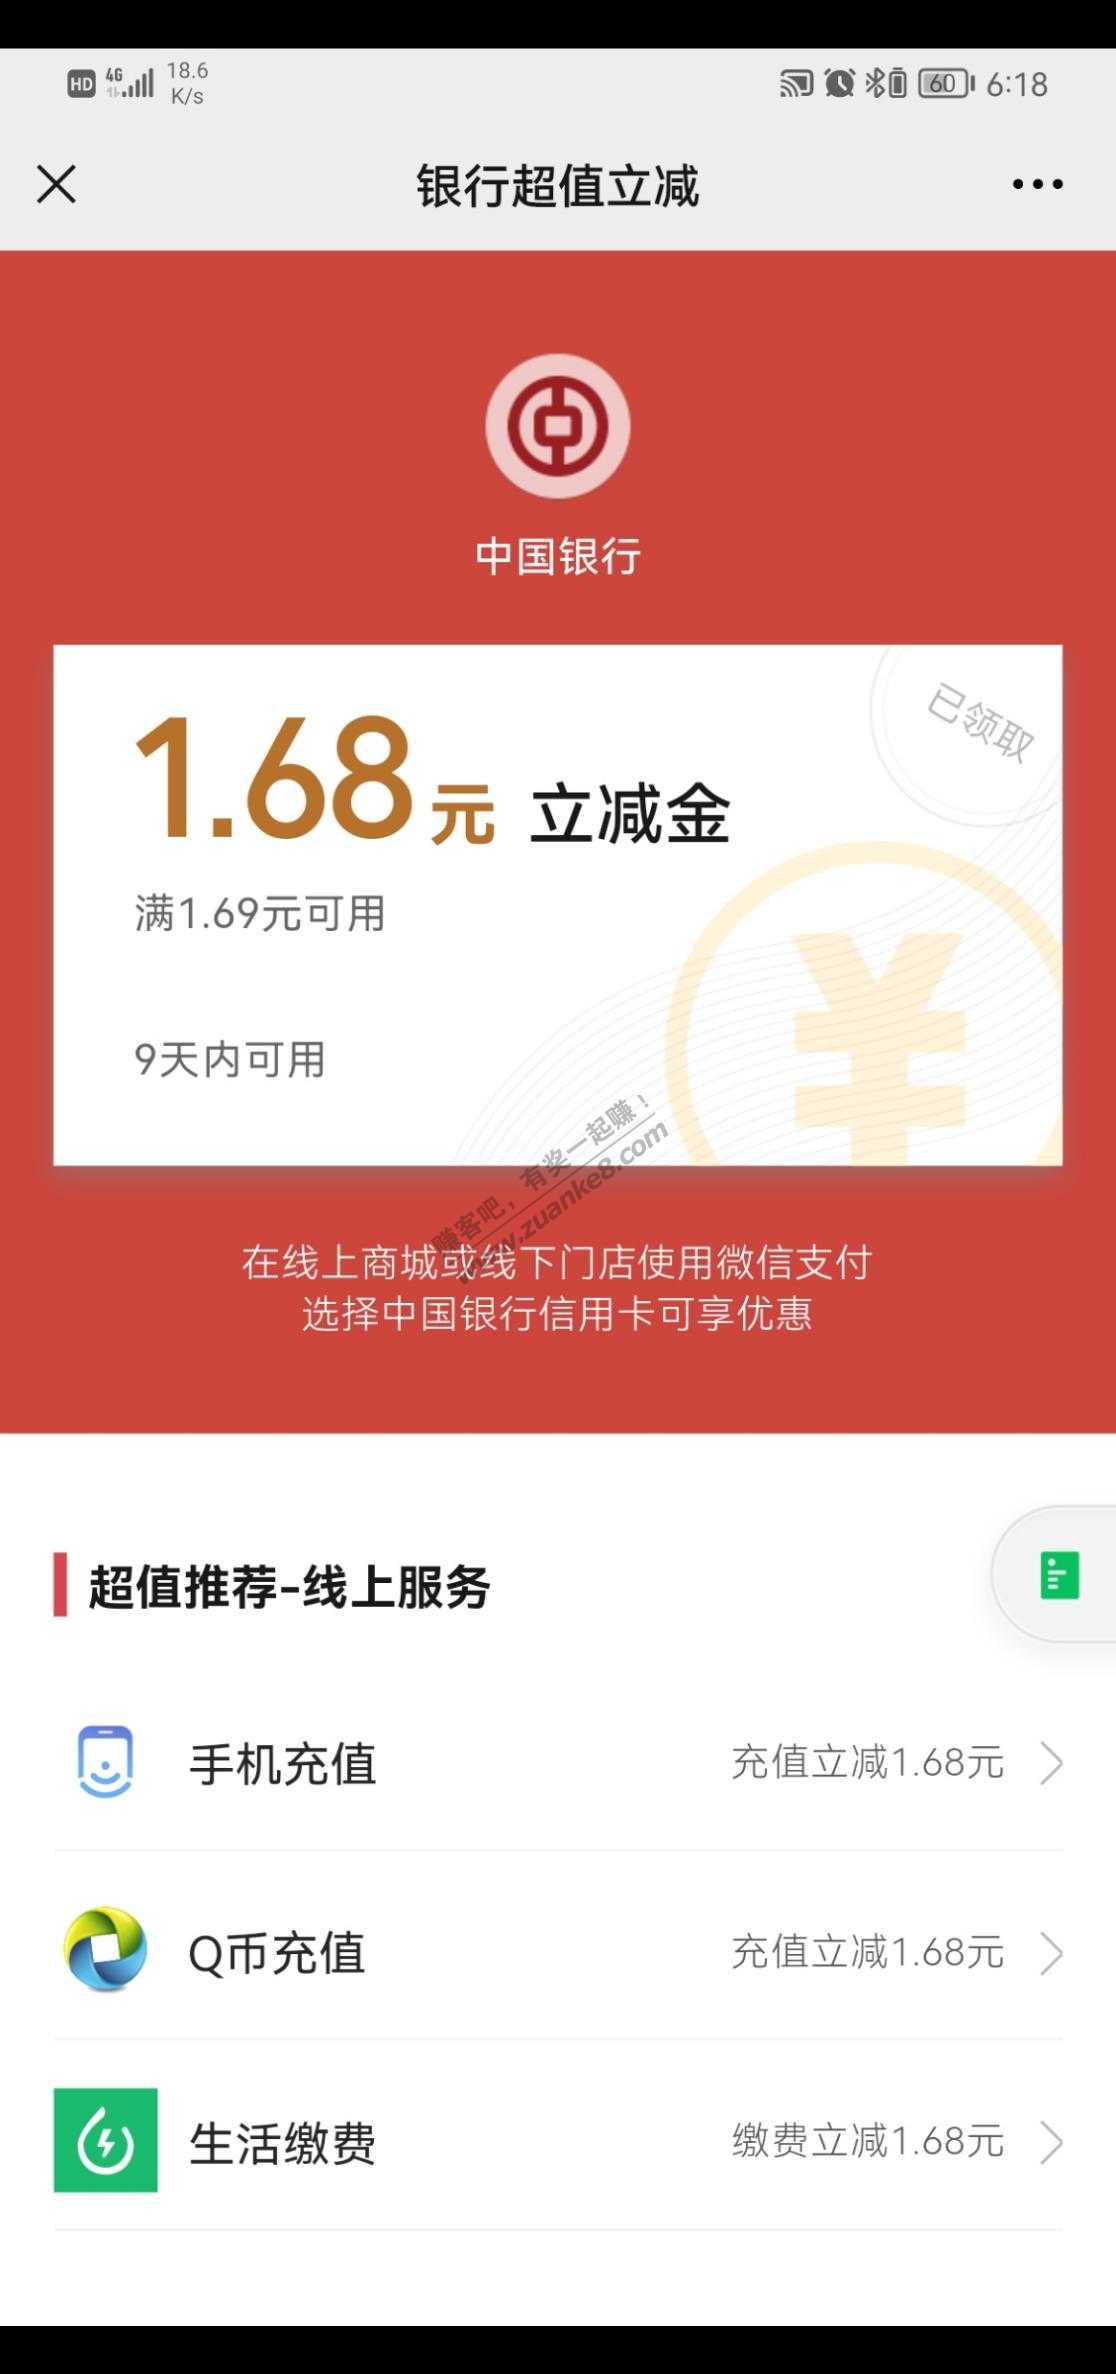 HD 4G 18.6 K/s 60 6:18
银行超值立减
中国银行
已领取
1.68元 立减金
满1.69元可用
9天内可用
赚客吧，有奖一起赚！
www.zuanke8.com
在线上商城或线下门店使用微信支付
选择中国银行信用卡可享优惠
超值推荐-线上服务
手机充值 充值立减1.68元
Q币充值 充值立减1.68元
生活缴费 缴费立减1.68元